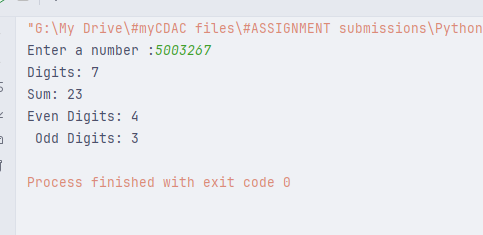 "G:\My Drive\#myCDAC files\#ASSIGNMENT submissions\Python
Enter a number :5003267
Digits: 7
Sum: 23
Even Digits: 4
 Odd Digits: 3
Process finished with exit code 0